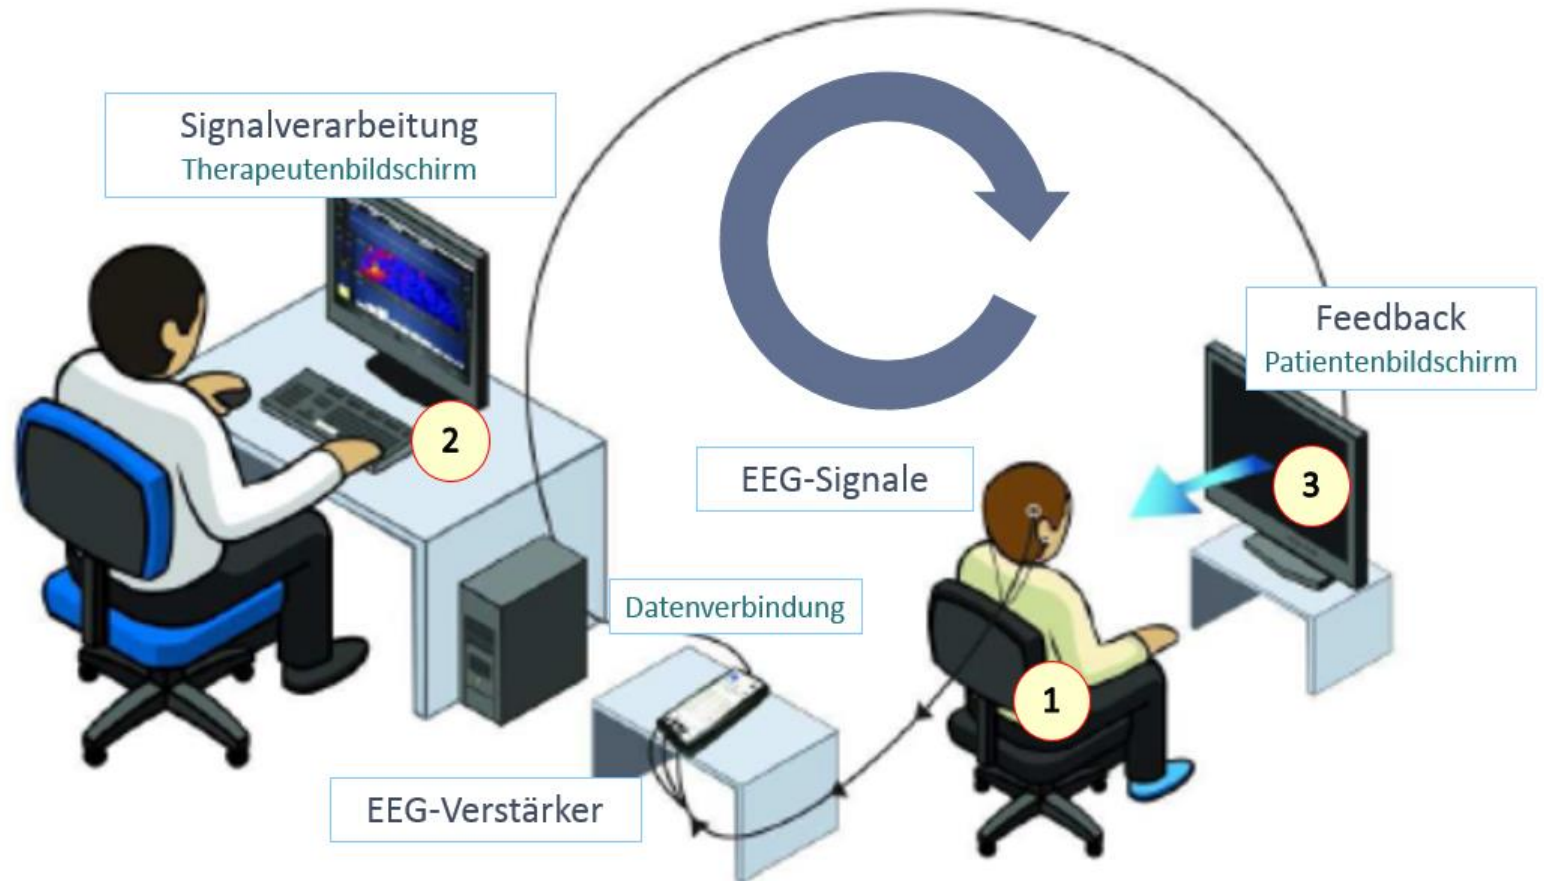 Signalverarbeitung
Therapeutenbildschirm
Feedback
Patientenbildschirm
2
EEG-Signale
3
Datenverbindung
1
EEG-Verstärker